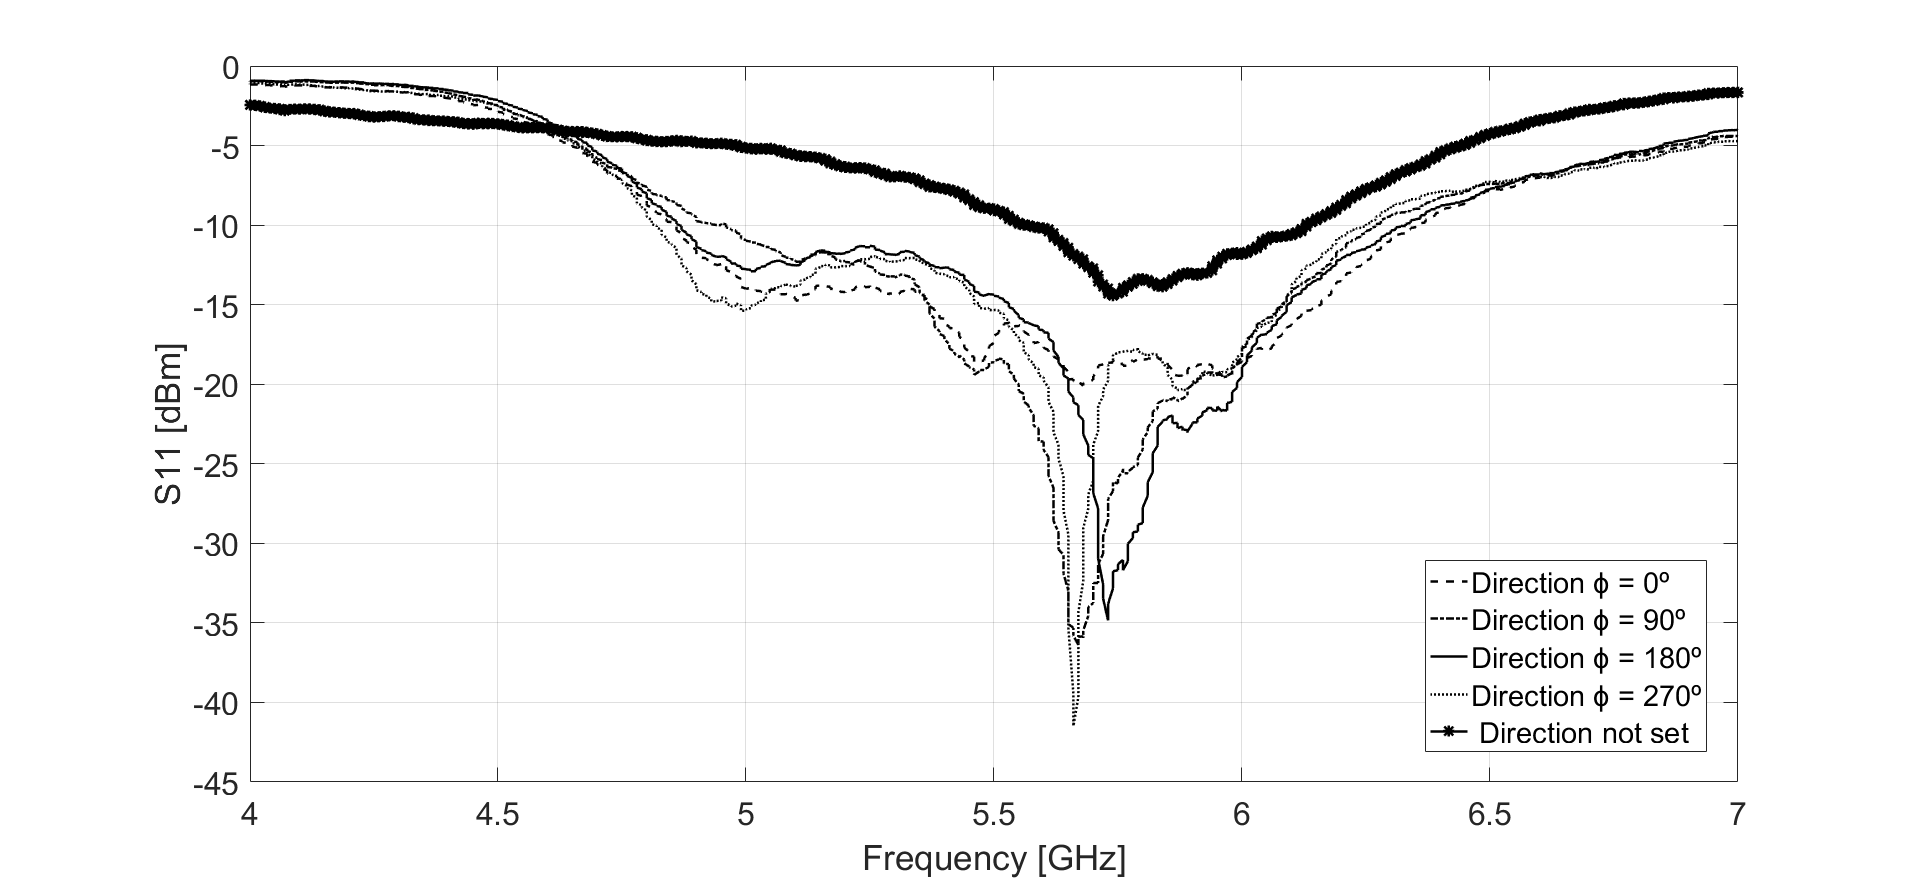 0
-5
-10
-15
-20
-25
-30
-35
-40
-45
S11 [dBm]
4
4.5
5
5.5
6
6.5
7
Frequency [GHz]
Direction ϕ = 0º
Direction ϕ = 90º
Direction ϕ = 180º
Direction ϕ = 270º
Direction not set